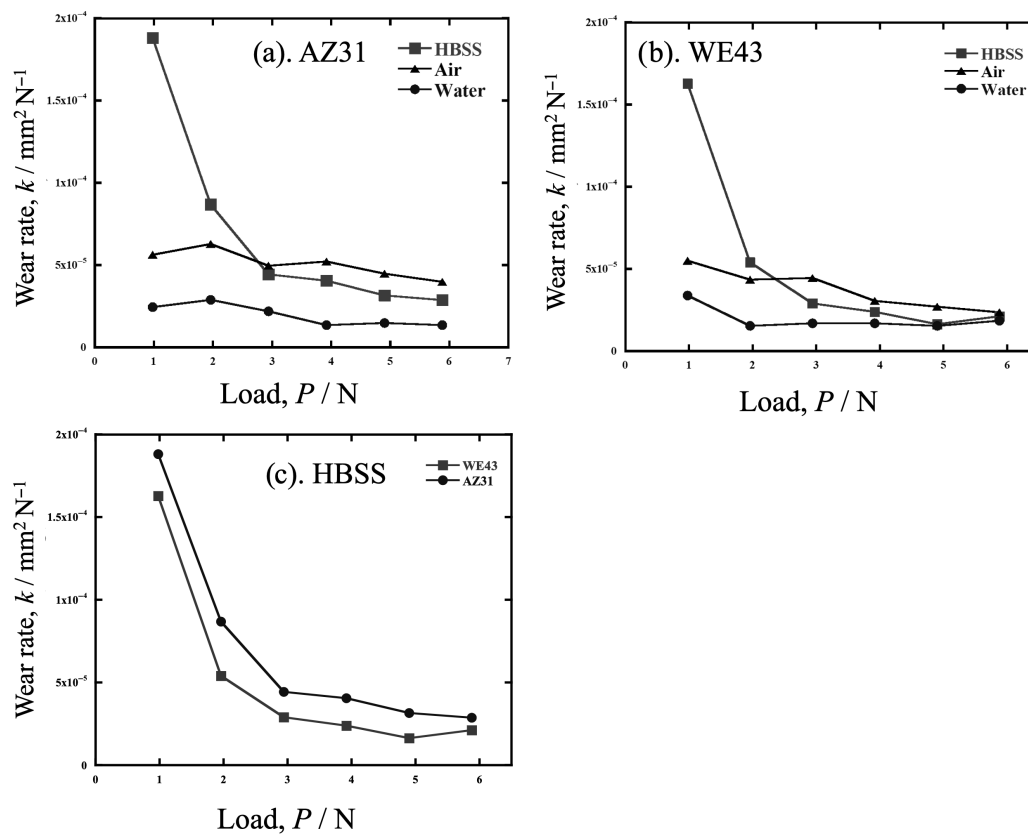 (a). AZ31
HBSS
Air
Water
2x10⁻⁴
1.5x10⁻⁴
1x10⁻⁴
5x10⁻⁵
0
0 1 2 3 4 5 6 7
Wear rate, k / mm² N⁻¹
Load, P / N
(b). WE43
HBSS
Air
Water
2x10⁻⁴
1.5x10⁻⁴
1x10⁻⁴
5x10⁻⁵
0
0 1 2 3 4 5 6
Wear rate, k / mm² N⁻¹
Load, P / N
(c). HBSS
WE43
AZ31
2x10⁻⁴
1.5x10⁻⁴
1x10⁻⁴
5x10⁻⁵
0
0 1 2 3 4 5 6
Wear rate, k / mm² N⁻¹
Load, P / N